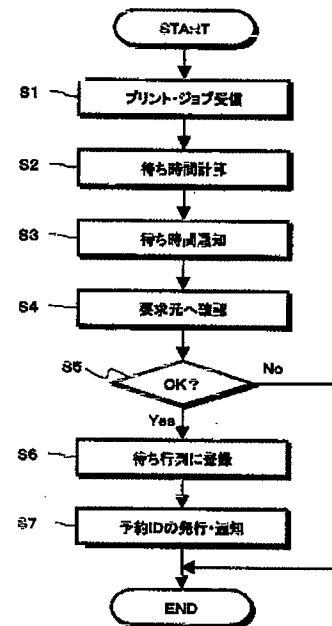 START
S1
プリント・ジョブ受信
S2
待ち時間計算
S3
待ち時間通知
S4
要求元へ確認
S5
OK?
No
Yes
S6
待ち行列に登録
S7
予約IDの発行・通知
END